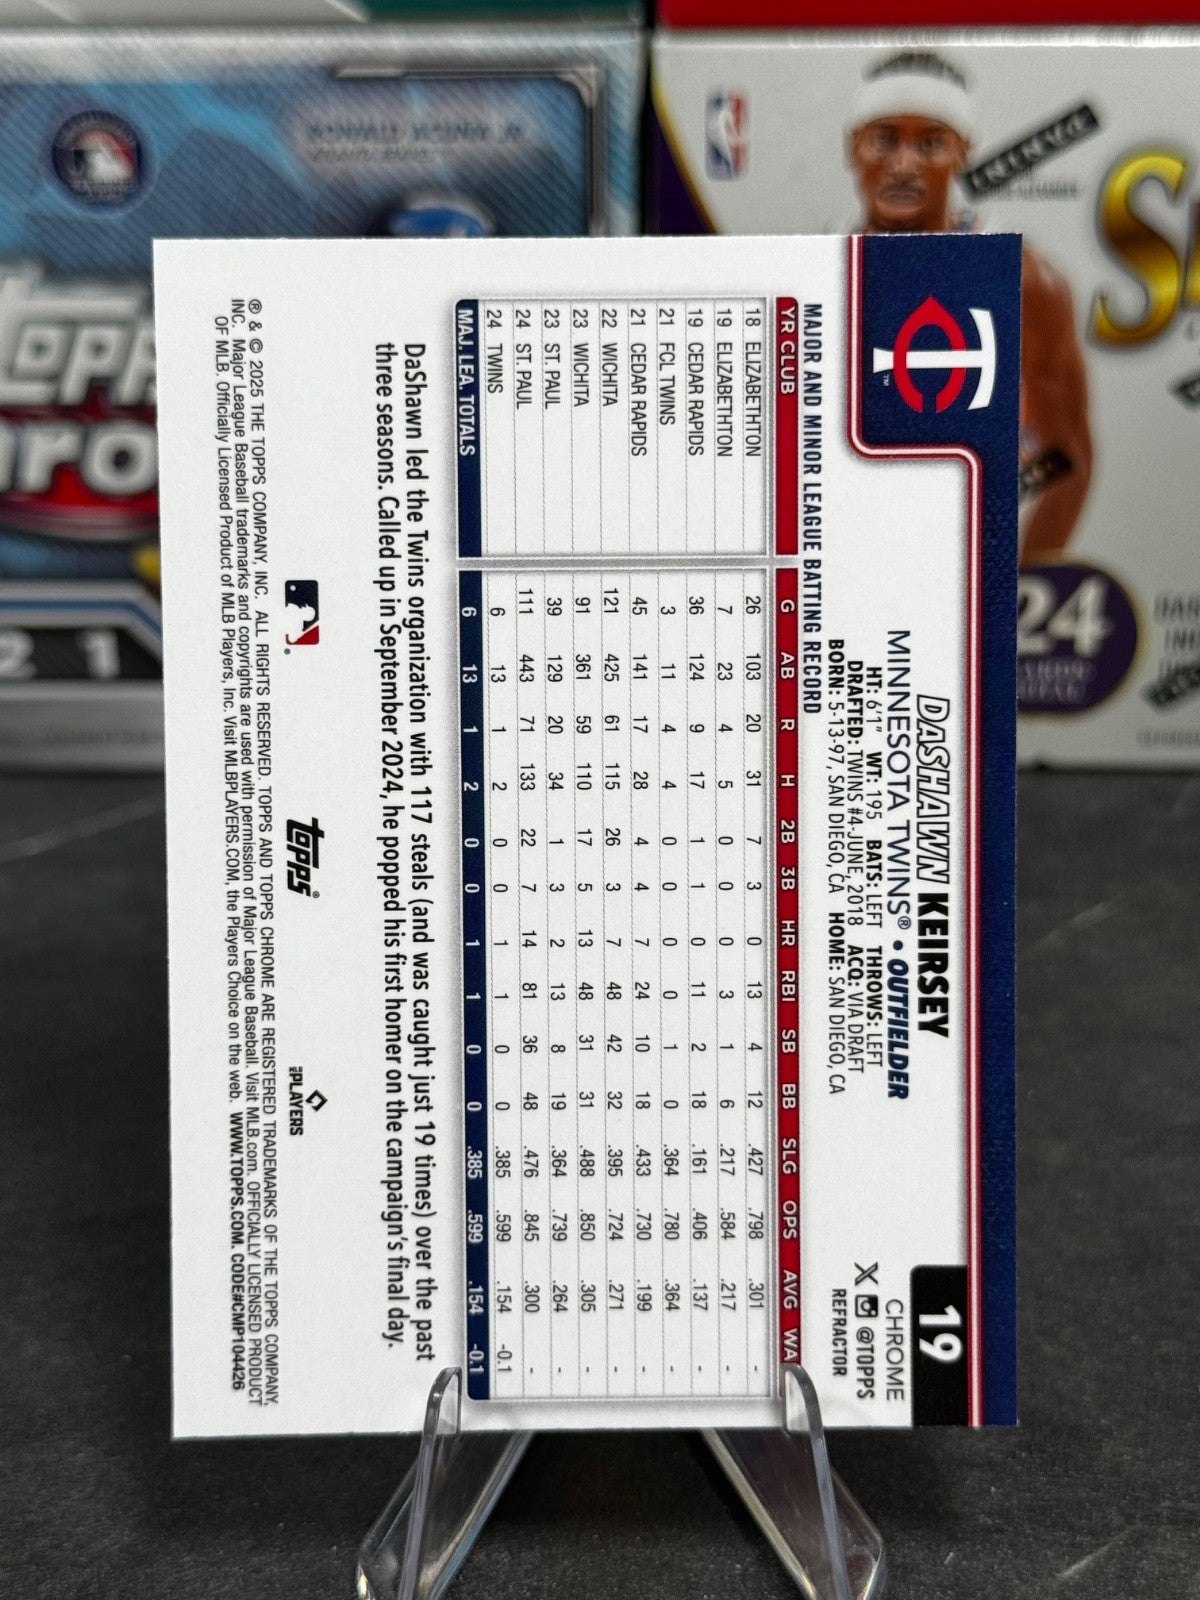 19
CHROME
@TOPPS
REFRACTOR
DASHAWN KEIRSEY
MINNESOTA TWINS® • OUTFIELDER
HT: 6'1" WT: 195 BATS: LEFT THROWS: LEFT
DRAFTED: TWINS #4-JUNE, 2018 ACQ: VIA DRAFT
BORN: 5-13-97, SAN DIEGO, CA HOME: SAN DIEGO, CA
TC
™
MAJOR AND MINOR LEAGUE BATTING RECORD
YR CLUB G AB R H 2B 3B HR RBI SB BB SLG OPS AVG WA
18 ELIZABETHTON 26 103 20 31 7 3 0 13 4 12 .427 .798 .301 -
19 ELIZABETHTON 7 23 4 5 0 0 0 3 1 6 .217 .584 .217 -
19 CEDAR RAPIDS 36 124 9 17 1 1 0 11 2 18 .161 .406 .137 -
21 FCL TWINS 3 11 4 4 0 0 0 0 1 0 .364 .780 .364 -
21 CEDAR RAPIDS 45 141 17 28 4 4 7 24 10 18 .433 .730 .199 -
22 WICHITA 121 425 61 115 26 3 7 48 42 32 .395 .724 .271 -
23 WICHITA 91 361 59 110 17 5 13 48 31 31 .488 .850 .305 -
23 ST. PAUL 39 129 20 34 1 3 2 13 8 19 .364 .739 .264 -
24 ST. PAUL 111 443 71 133 22 7 14 81 36 48 .476 .845 .300 -
24 TWINS 6 13 1 2 0 0 1 1 0 0 .385 .599 .154 -0.1
MAJ. LEA. TOTALS 6 13 1 2 0 0 1 1 0 0 .385 .599 .154 -0.1
DaShawn led the Twins organization with 117 steals (and was caught just 19 times) over the past
three seasons. Called up in September 2024, he popped his first homer on the campaign's final day.
topps®
PLAYERS
® & © 2025 THE TOPPS COMPANY, INC. ALL RIGHTS RESERVED. TOPPS AND TOPPS CHROME ARE REGISTERED TRADEMARKS OF THE TOPPS COMPANY,
INC. Major League Baseball trademarks and copyrights are used with permission of Major League Baseball. Visit MLB.com. OFFICIALLY LICENSED PRODUCT
OF MLB. Officially Licensed Product of MLB Players, Inc. Visit MLBPLAYERS.COM, the Players Choice on the web. WWW.TOPPS.COM. CODE#CMP104426
24
21